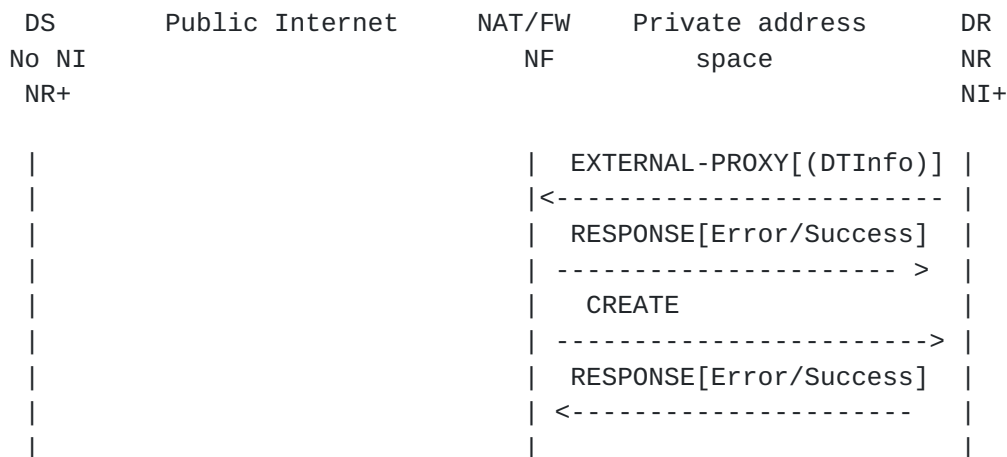 DS       Public Internet     NAT/FW    Private address      DR
No NI                            NF         space            NR
NR+                                                          NI+
|                                |  EXTERNAL-PROXY[(DTInfo)] |
|                                |<------------------------- |
|                                |  RESPONSE[Error/Success]  |
|                                | ---------------------- >  |
|                                |   CREATE                  |
|                                | ------------------------> |
|                                |  RESPONSE[Error/Success]  |
|                                | <----------------------   |
|                                |                           |